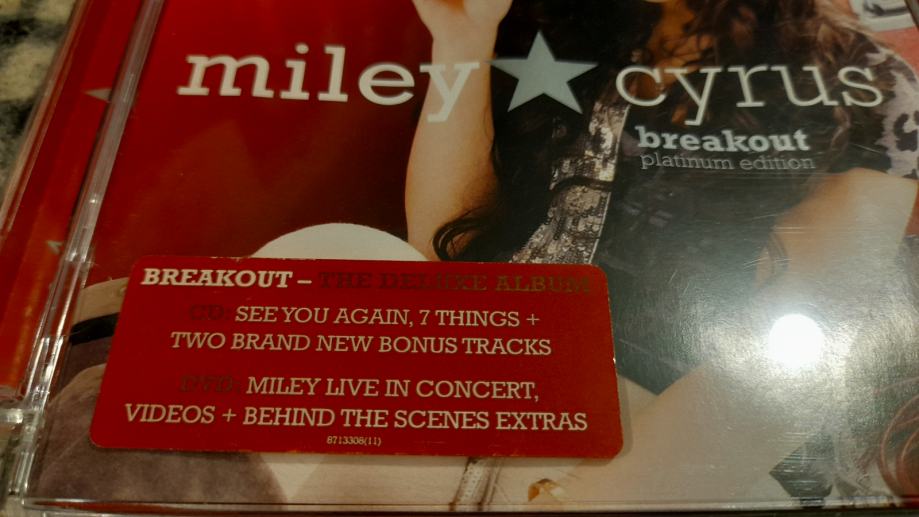 miley ★ cyrus
breakout
platinum edition
BREAKOUT – THE DELUXE ALBUM
CD: SEE YOU AGAIN, 7 THINGS +
TWO BRAND NEW BONUS TRACKS
DVD: MILEY LIVE IN CONCERT,
VIDEOS + BEHIND THE SCENES EXTRAS
8713308(11)